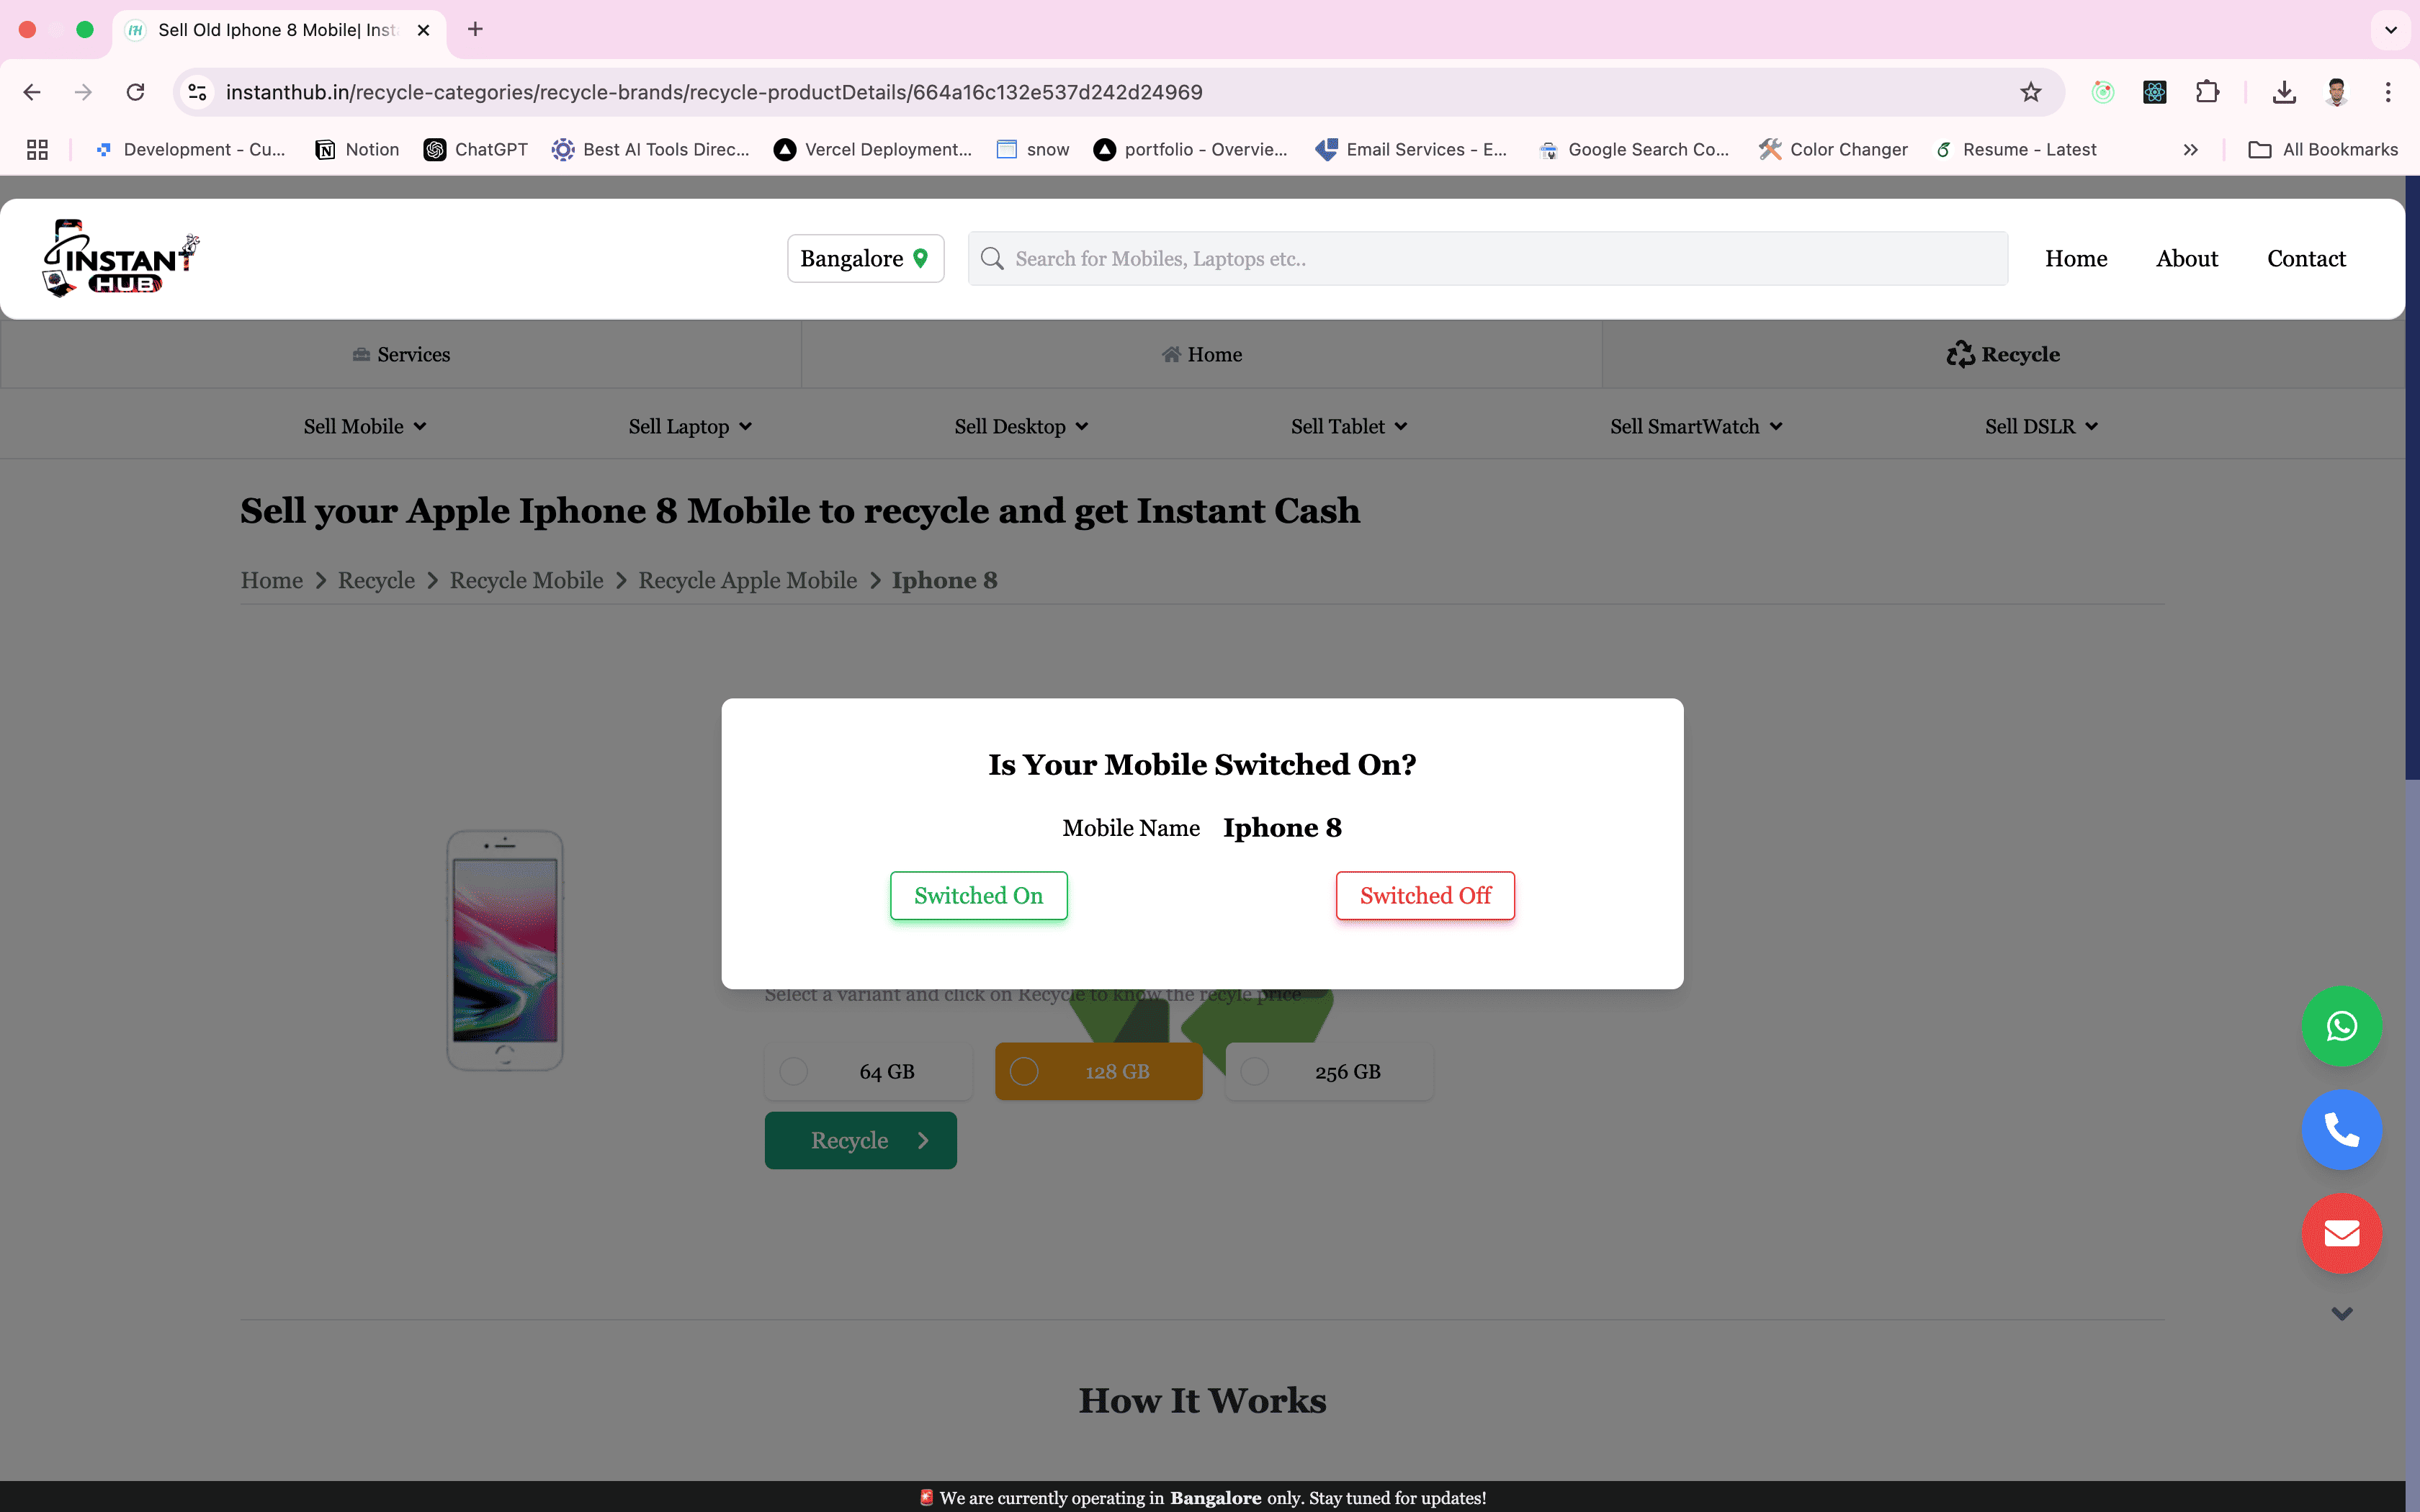 Sell Old Iphone 8 Mobile| Inst
instanthub.in/recycle-categories/recycle-brands/recycle-productDetails/664a16c132e537d242d24969
Development - Cu... Notion ChatGPT Best AI Tools Direc... Vercel Deployment... snow portfolio - Overvie... Email Services - E... Google Search Co... Color Changer Resume - Latest All Bookmarks
INSTANT
HUB
Bangalore Search for Mobiles, Laptops etc.. Home About Contact
Services Home Recycle
Sell Mobile Sell Laptop Sell Desktop Sell Tablet Sell SmartWatch Sell DSLR
Sell your Apple Iphone 8 Mobile to recycle and get Instant Cash
Home > Recycle > Recycle Mobile > Recycle Apple Mobile > Iphone 8
Is Your Mobile Switched On?
Mobile Name Iphone 8
Switched On Switched Off
Select a variant and click on Recycle to know the recyle price
64 GB 128 GB 256 GB
Recycle
How It Works
We are currently operating in Bangalore only. Stay tuned for updates!